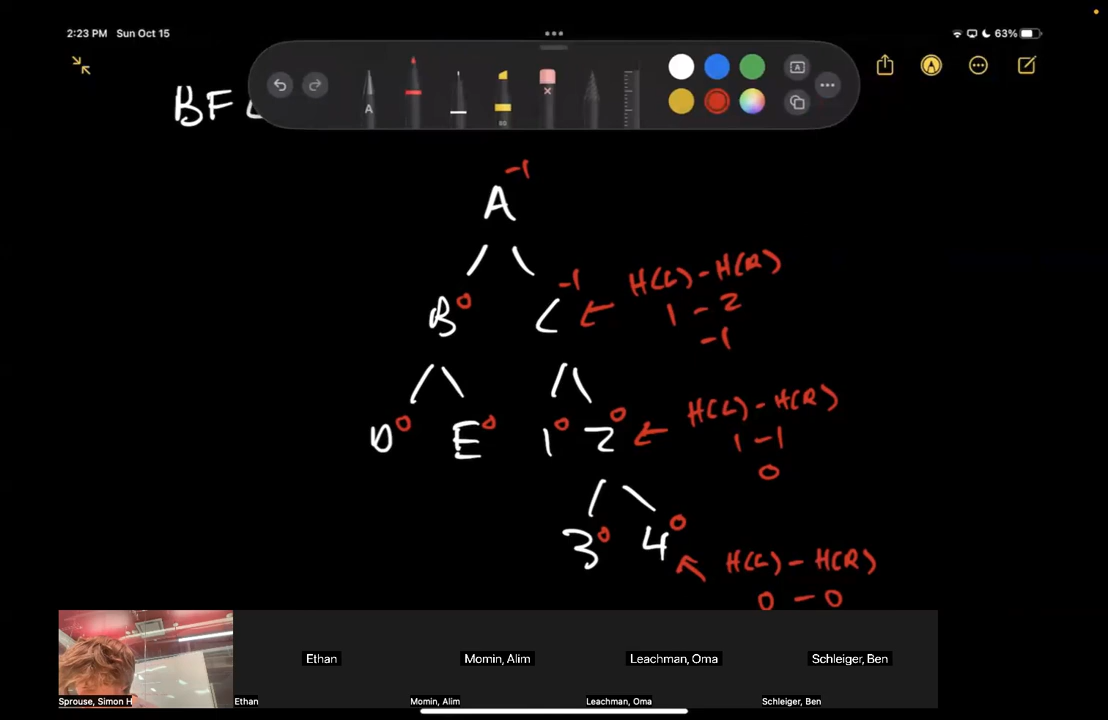 2:23 PM Sun Oct 15
63%
BF
A
A -1
A
B 0
C -1
H(L) - H(R)
1 - 2
-1
D 0
E 0
1 0
2 0
H(L) - H(R)
1 - 1
0
3 0
4 0
H(L) - H(R)
0 - 0
Ethan
Momin, Alim
Leachman, Oma
Schleiger, Ben
Sprouse, Simon H
Ethan
Momin, Alim
Leachman, Oma
Schleiger, Ben